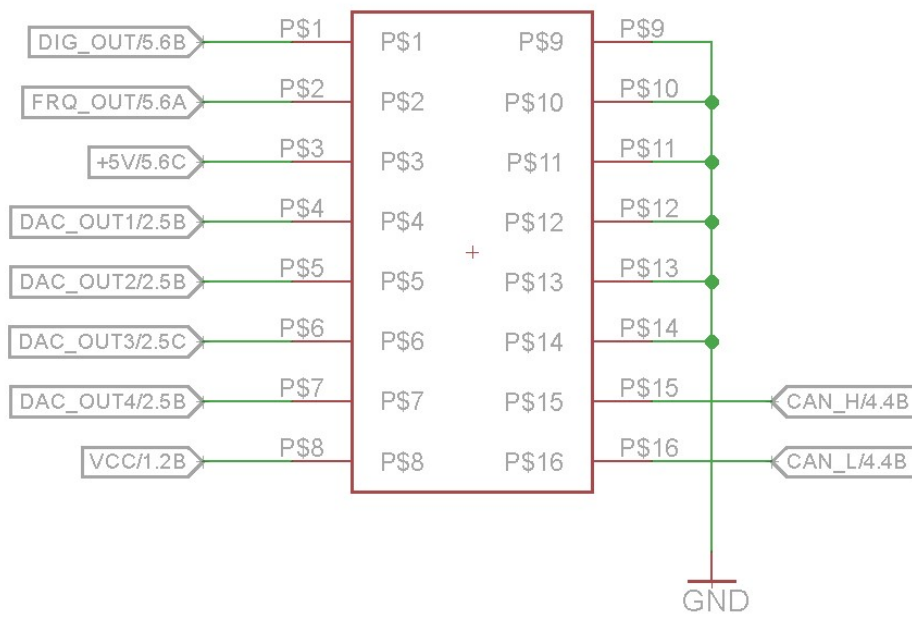 DIG_OUT/5.6B P$1 P$1 P$9 P$9
FRQ_OUT/5.6A P$2 P$2 P$10 P$10
+5V/5.6C P$3 P$3 P$11 P$11
DAC_OUT1/2.5B P$4 P$4 P$12 P$12
DAC_OUT2/2.5B P$5 P$5 P$13 P$13
DAC_OUT3/2.5C P$6 P$6 P$14 P$14
DAC_OUT4/2.5B P$7 P$7 P$15 P$15 CAN_H/4.4B
VCC/1.2B P$8 P$8 P$16 P$16 CAN_L/4.4B
GND